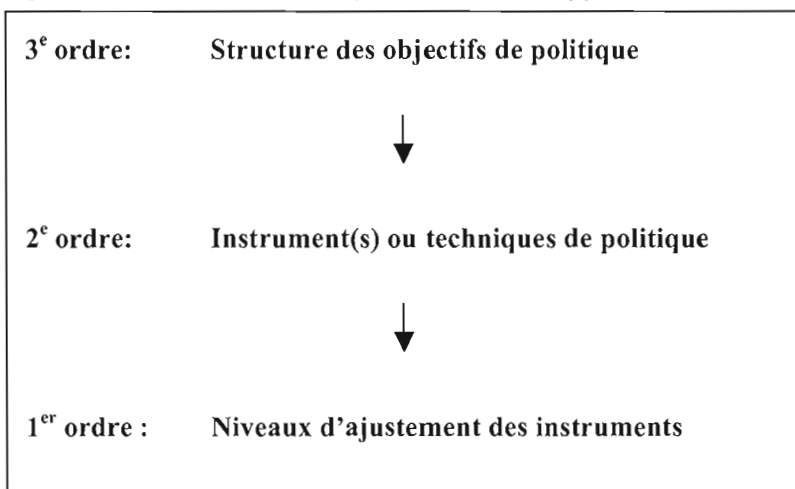 3e ordre: Structure des objectifs de politique
2e ordre: Instrument(s) ou techniques de politique
1er ordre : Niveaux d'ajustement des instruments